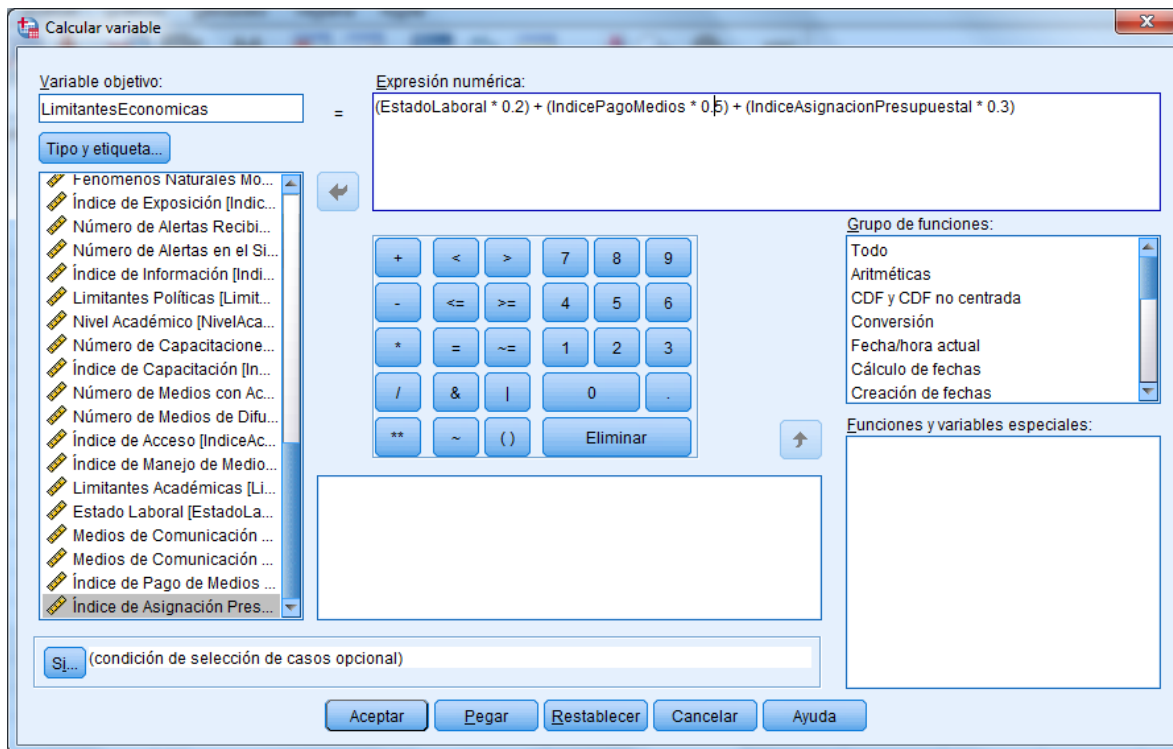 Calcular variable
Variable objetivo:
LimitantesEconomicas
=
Expresión numérica:
(EstadoLaboral * 0.2) + (IndicePagoMedios * 0.5) + (IndiceAsignacionPresupuestal * 0.3)
Tipo y etiqueta...
Fenomenos Naturales Mo...
Índice de Exposición [Indic...
Número de Alertas Recibi...
Número de Alertas en el Si...
Índice de Información [Indi...
Limitantes Políticas [Limit...
Nivel Académico [NivelAca...
Número de Capacitacione...
Índice de Capacitación [In...
Número de Medios con Ac...
Número de Medios de Difu...
Índice de Acceso [IndiceAc...
Índice de Manejo de Medio...
Limitantes Académicas [Li...
Estado Laboral [EstadoLa...
Medios de Comunicación ...
Medios de Comunicación ...
Índice de Pago de Medios ...
Índice de Asignación Pres...
+ < > 7 8 9
- <= >= 4 5 6
* = ~= 1 2 3
/ & | 0 .
** ~ ( ) Eliminar
Grupo de funciones:
Todo
Aritméticas
CDF y CDF no centrada
Conversión
Fecha/hora actual
Cálculo de fechas
Creación de fechas
Funciones y variables especiales:
Si... (condición de selección de casos opcional)
Aceptar Pegar Restablecer Cancelar Ayuda